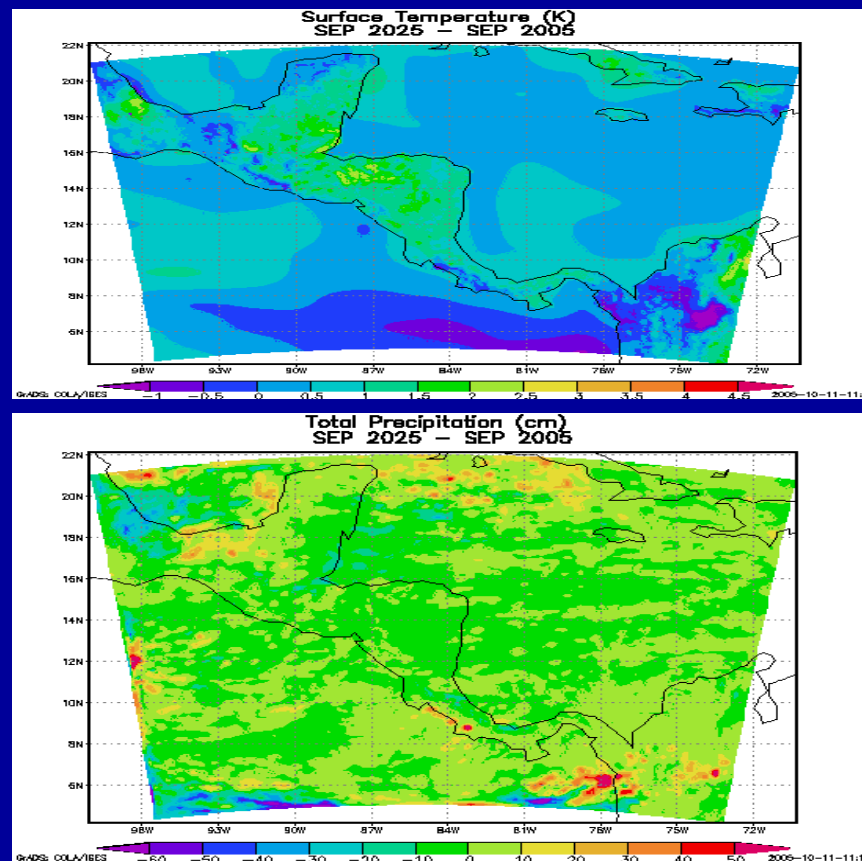 Surface Temperature (K)
SEP 2025 – SEP 2005
22N
20N
18N
16N
14N
12N
10N
8N
6N
96W 93W 90W 87W 84W 81W 78W 75W 72W
-1 -0.5 0 0.5 1 1.5 2 2.5 3 3.5 4 4.5
GrADS: COLA/IGES 2005-10-11-11:
Total Precipitation (cm)
SEP 2025 – SEP 2005
22N
20N
18N
16N
14N
12N
10N
8N
6N
96W 93W 90W 87W 84W 81W 78W 75W 72W
-60 -50 -40 -30 -20 -10 0 10 20 30 40 50
GrADS: COLA/IGES 2005-10-11-11: